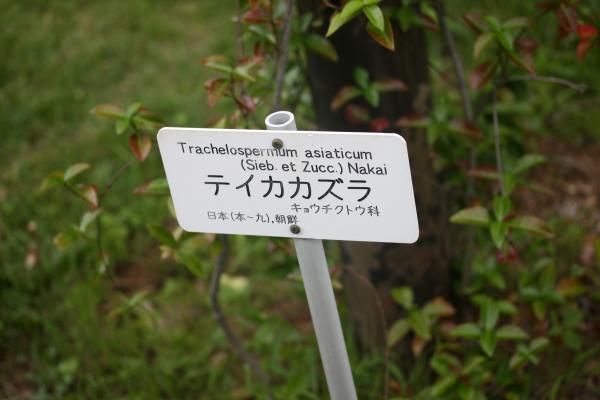 Trachelospermum asiaticum
(Sieb. et Zucc.) Nakai
テイカカズラ
キョウチクトウ科
日本(本~九),朝鮮